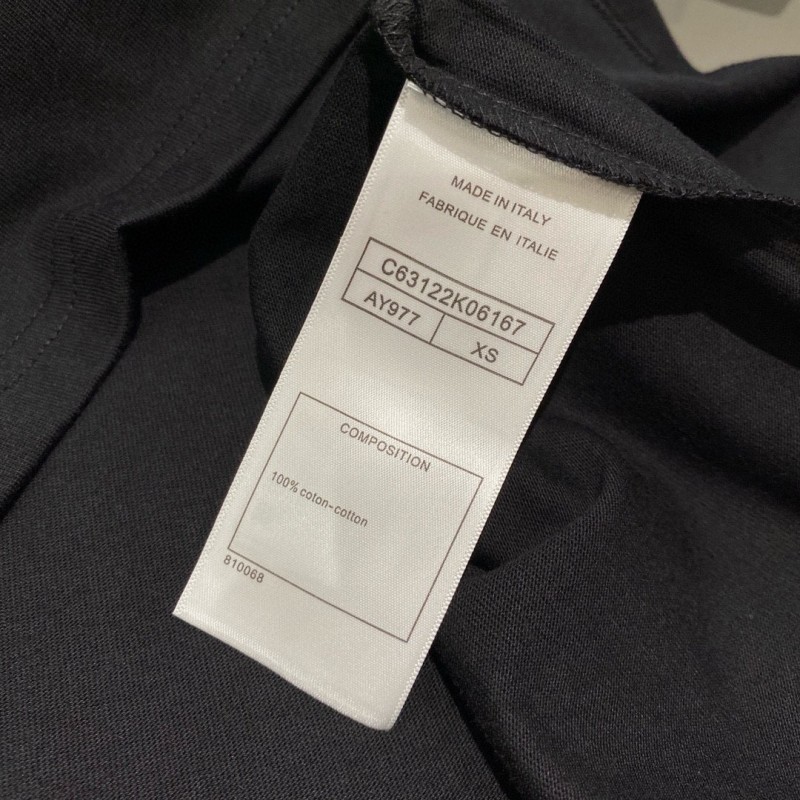 MADE IN ITALY
FABRIQUE EN ITALIE
C63122K06167
AY977 XS
COMPOSITION
100% coton-cotton
810068